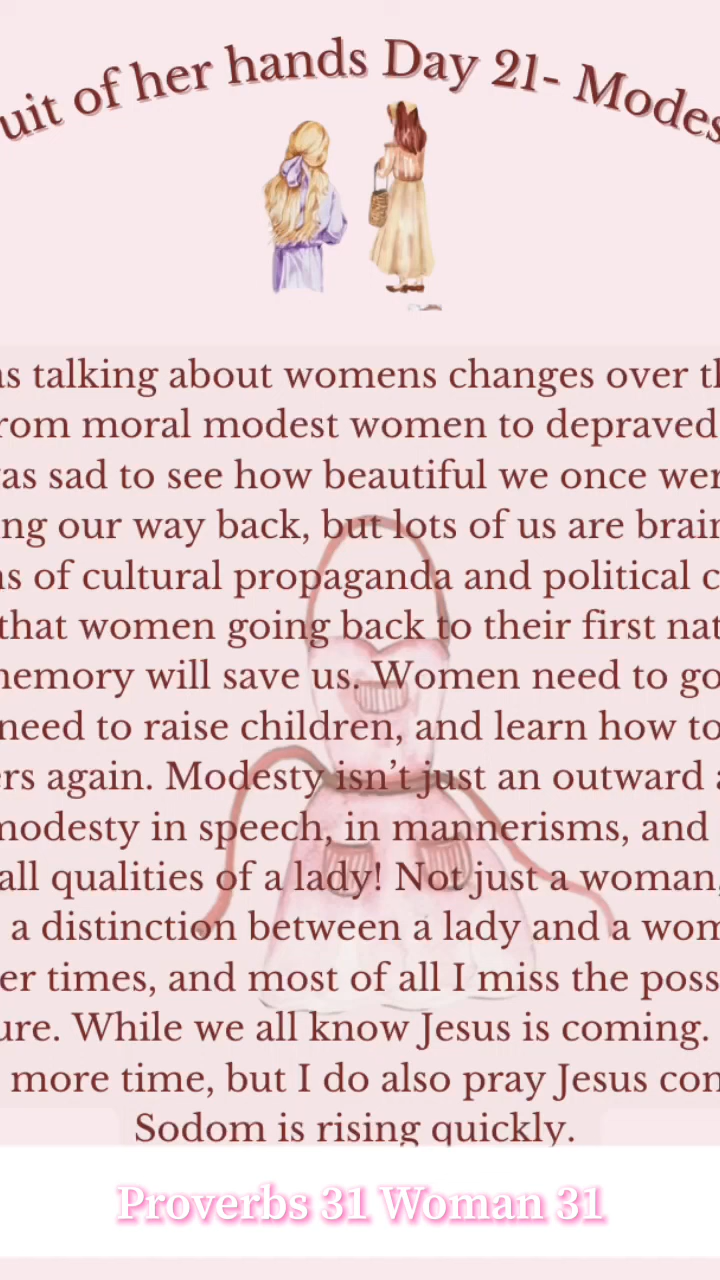 uit of her hands Day 21- Modes
as talking about womens changes over th
rom moral modest women to depraved
as sad to see how beautiful we once wer
ng our way back, but lots of us are brain
ns of cultural propaganda and political c
that women going back to their first nat
nemory will save us. Women need to go
need to raise children, and learn how to
ers again. Modesty isn't just an outward a
modesty in speech, in mannerisms, and
all qualities of a lady! Not just a woman,
a distinction between a lady and a wom
er times, and most of all I miss the poss
ure. While we all know Jesus is coming.
more time, but I do also pray Jesus com
Sodom is rising quickly.
Proverbs 31 Woman 31